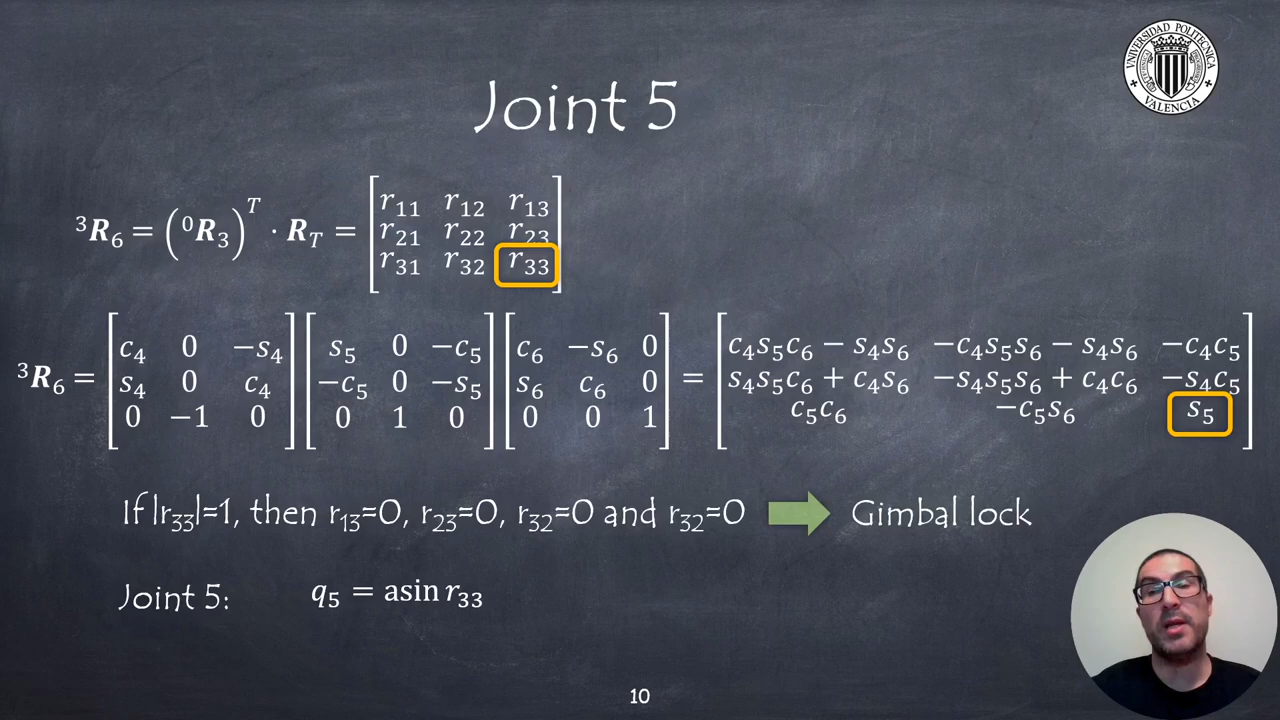 UNIVERSIDAD POLITECNICA
VALENCIA
Joint 5
³R₆ = (⁰R₃)ᵀ · R_T = [r₁₁ r₁₂ r₁₃
r₂₁ r₂₂ r₂₃
r₃₁ r₃₂ r₃₃]
³R₆ = [c₄ 0 −s₄] [s₅ 0 −c₅] [c₆ −s₆ 0] = [c₄s₅c₆ − s₄s₆ −c₄s₅s₆ − s₄s₆ −c₄c₅]
[s₄ 0 c₄] [−c₅ 0 −s₅] [s₆ c₆ 0] [s₄s₅c₆ + c₄s₆ −s₄s₅s₆ + c₄c₆ −s₄c₅]
[0 −1 0] [0 1 0] [0 0 1] [c₅c₆ −c₅s₆ s₅]
If |r₃₃|=1, then r₁₃=0, r₂₃=0, r₃₂=0 and r₃₂=0 Gimbal lock
Joint 5: q₅ = asin r₃₃
10